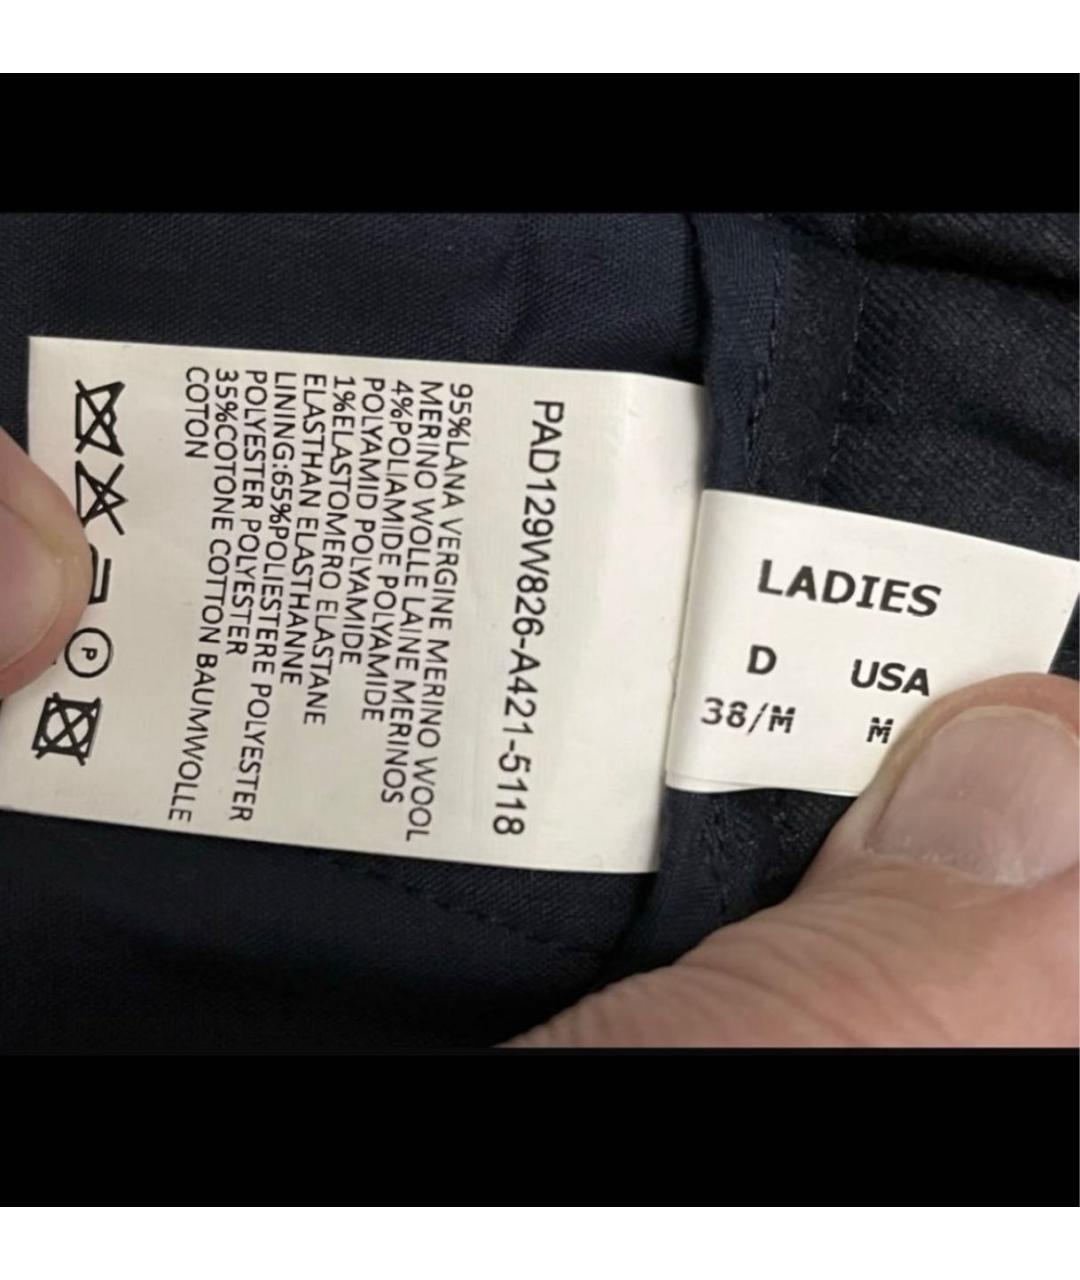 PAD129W826-A421-5118
95%LANA VERGINE MERINO WOOL
MERINO WOLLE LAINE MERINOS
4%POLIAMIDE POLYAMIDE
POLYAMID POLYAMIDE
1%ELASTOMERO ELASTANE
ELASTHAN ELASTHANNE
LINING:65%POLIESTERE POLYESTER
POLYESTER POLYESTER
35%COTONE COTTON BAUMWOLLE
COTON
P
LADIES
D USA
38/M M